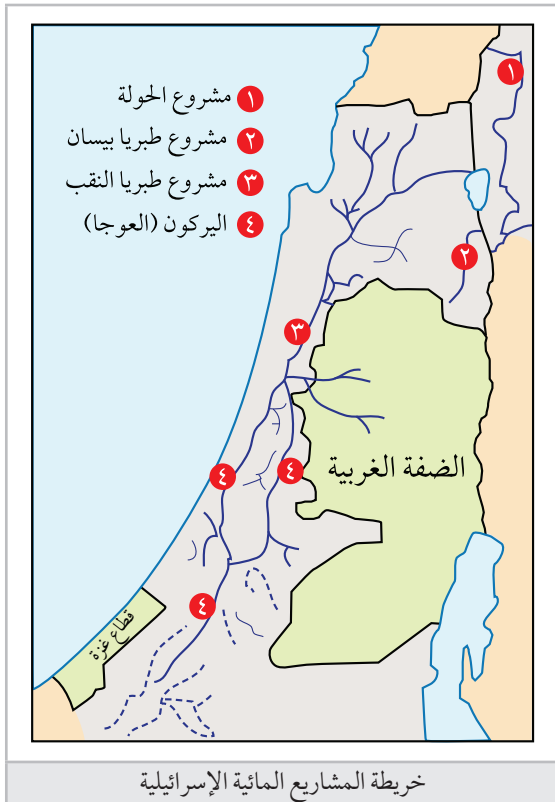 ١ مشروع الحولة
٢ مشروع طبريا بيسان
٣ مشروع طبريا النقب
٤ اليركون (العوجا)
١
٢
٣
الضفة الغربية
٤
٤
٤
قطاع غزة
خريطة المشاريع المائية الإسرائيلية